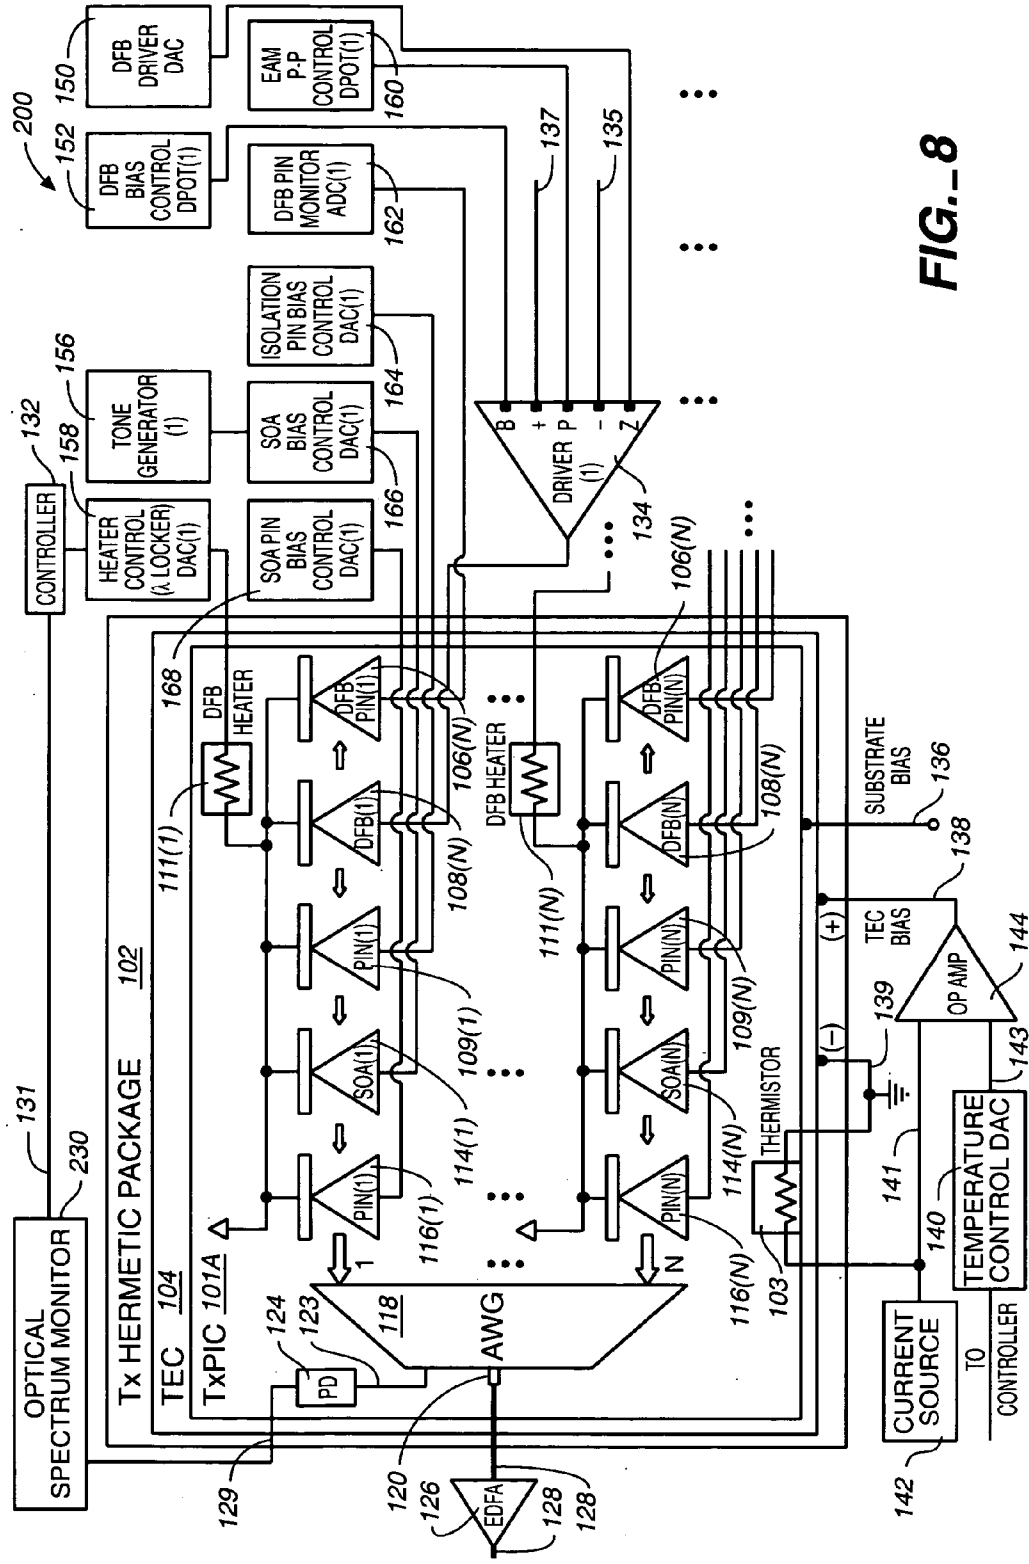 200
OPTICAL
SPECTRUM MONITOR
230
131
CONTROLLER
132
HEATER
CONTROL
(λ LOCKER)
DAC(1)
158
TONE
GENERATOR
(1)
156
DFB
BIAS
CONTROL
DPOT(1)
152
DFB
DRIVER
DAC
150
SOA PIN
BIAS
CONTROL
DAC(1)
168
SOA
BIAS
CONTROL
DAC(1)
166
ISOLATION
PIN BIAS
CONTROL
DAC(1)
164
DFB PIN
MONITOR
ADC(1)
162
EAM
P-P
CONTROL
DPOT(1)
160
Tx HERMETIC PACKAGE 102
TEC 104
TxPIC 101A
111(1)
DFB
HEATER
129
PD
124
123
PIN(1)
SOA(1)
PIN(1)
DFB(1)
DFB
PIN(1)
116(1)
114(1)
109(1)
108(N)
106(N)
1
118
AWG
120
EDFA
126
128
128
N
111(N)
DFB HEATER
PIN(N)
SOA(N)
PIN(N)
DFB(N)
DFB
PIN(N)
116(N)
114(N)
109(N)
108(N)
106(N)
DRIVER
(1)
134
B
+
P
-
Z
137
135
THERMISTOR
103
(-)
139
(+)
TEC
BIAS
138
SUBSTRATE
BIAS
136
CURRENT
SOURCE
142
141
TEMPERATURE
CONTROL DAC
140
143
OP AMP
144
TO
CONTROLLER
FIG._8